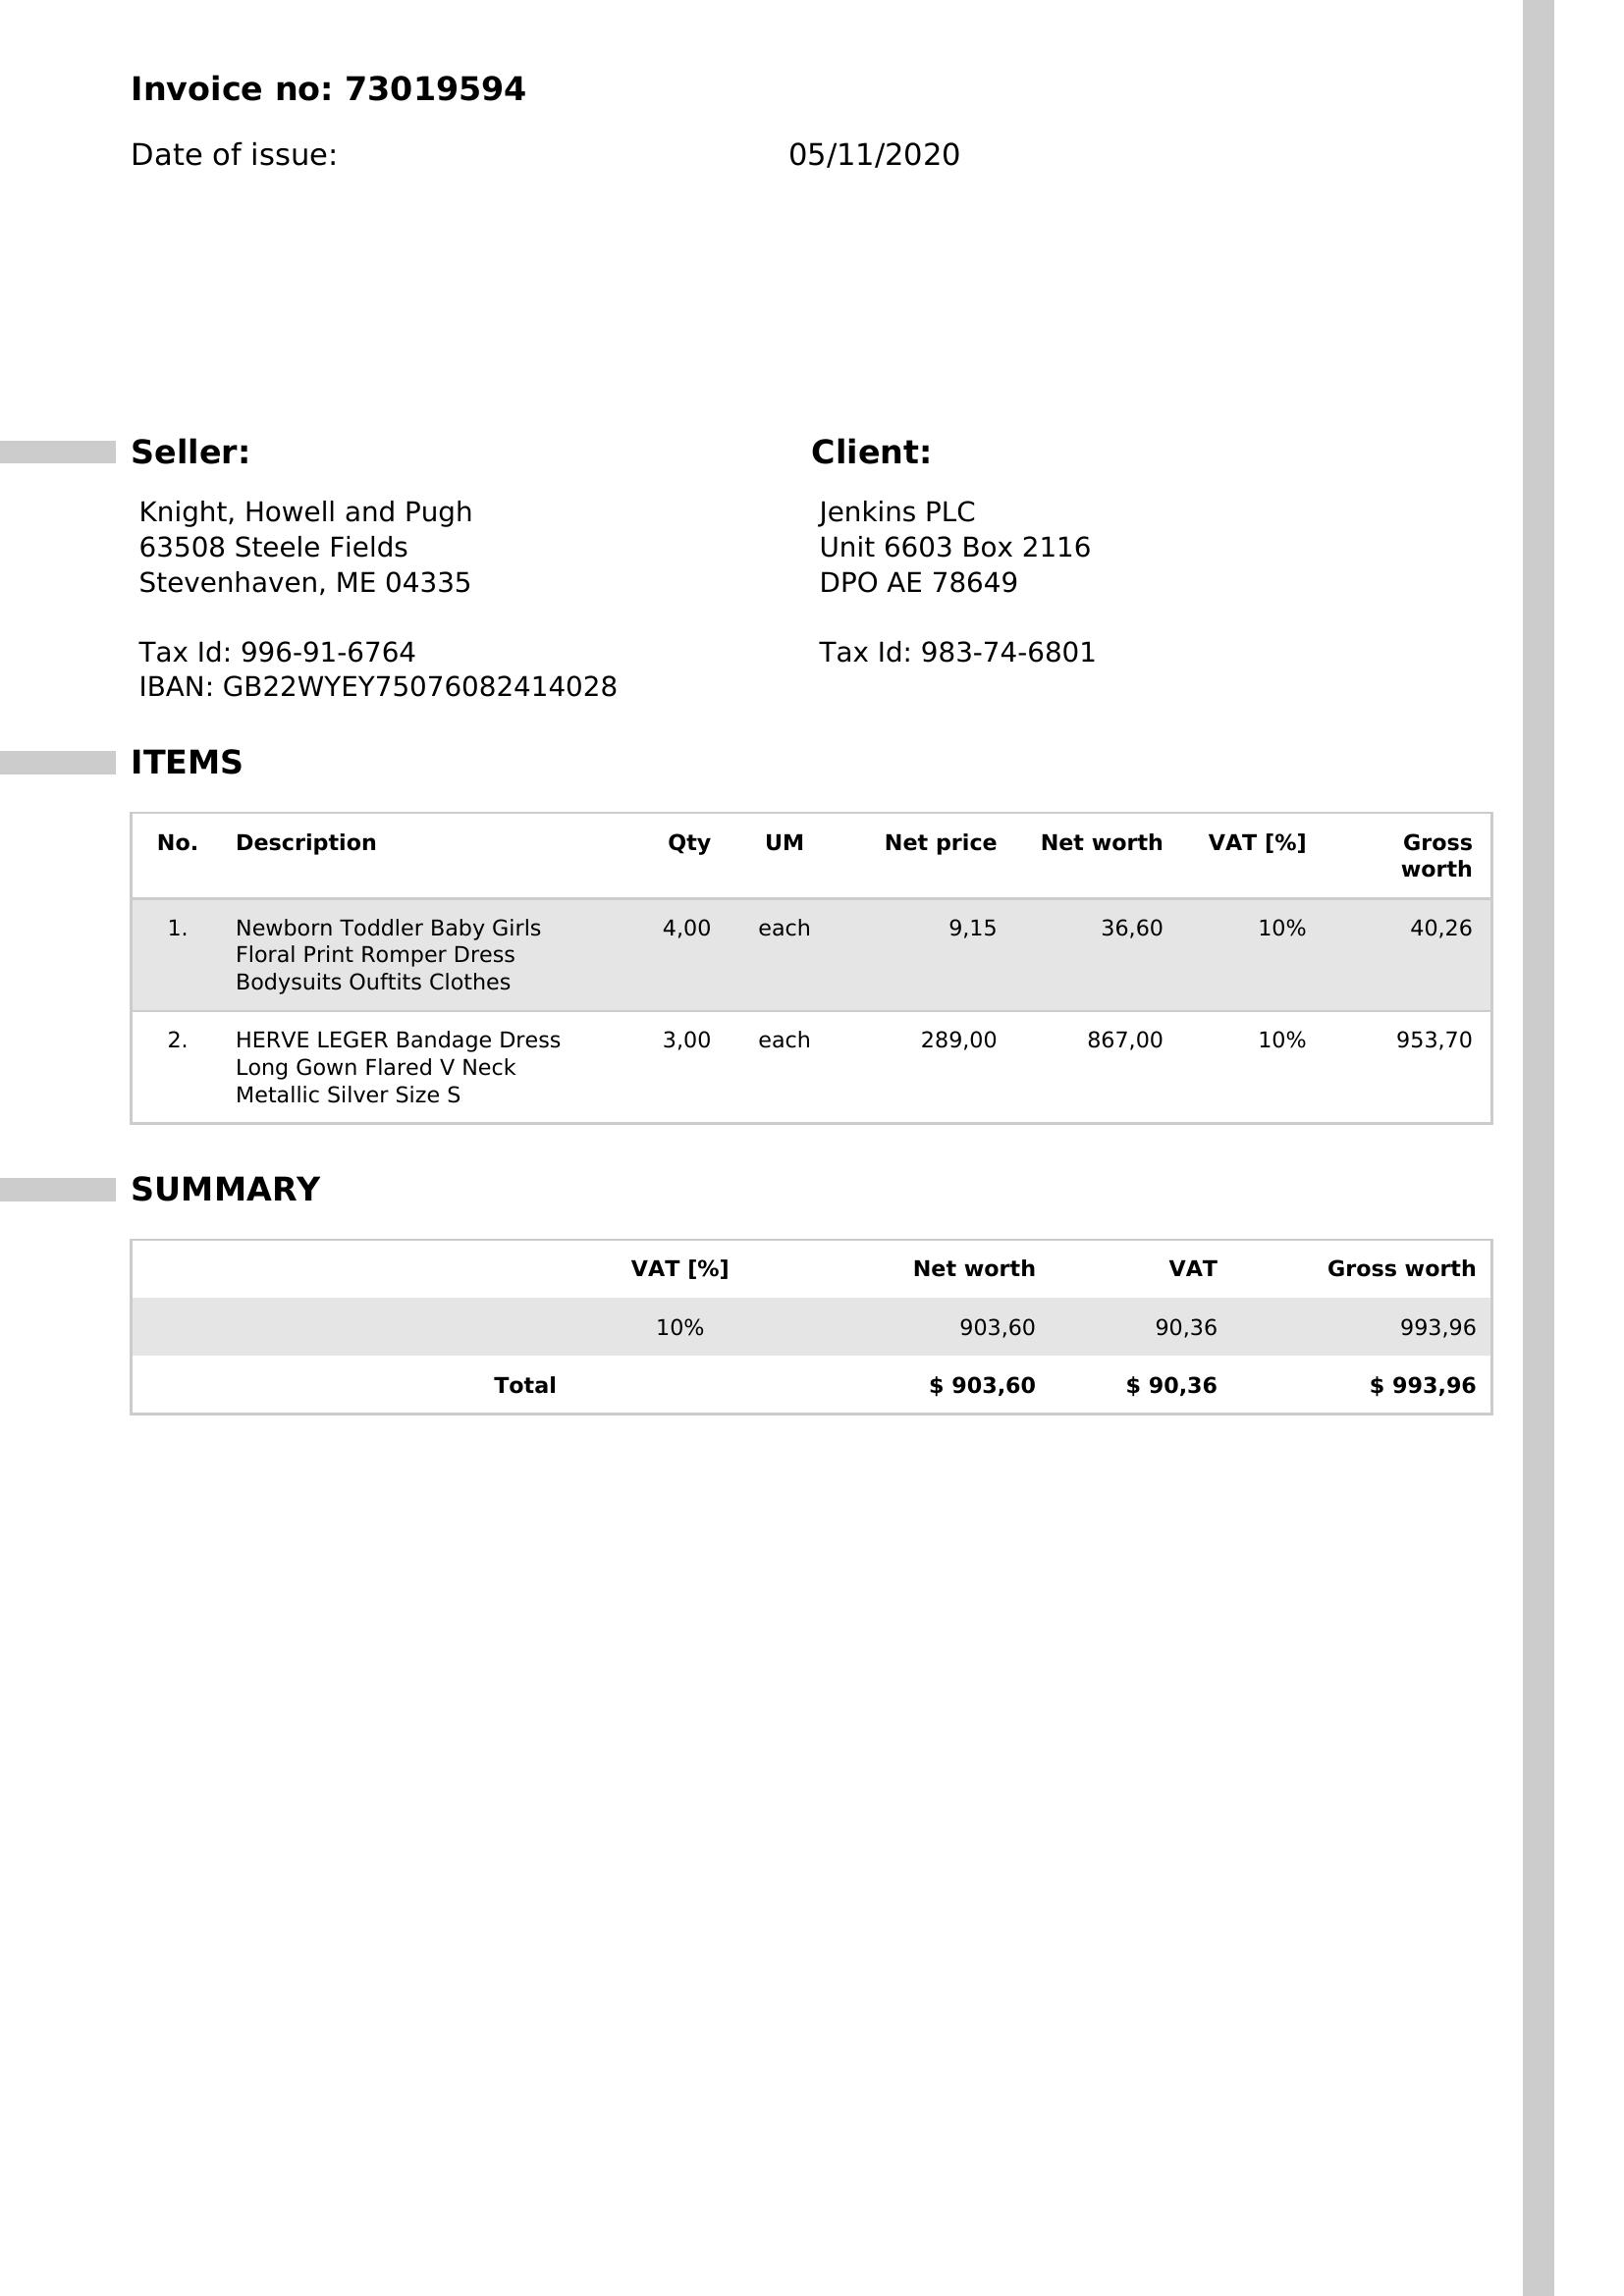 Invoice no: 73019594
Date of issue: 05/11/2020
Seller:
Knight, Howell and Pugh
63508 Steele Fields
Stevenhaven, ME 04335
Tax Id: 996-91-6764
IBAN: GB22WYEY75076082414028
Client:
Jenkins PLC
Unit 6603 Box 2116
DPO AE 78649
Tax Id: 983-74-6801
ITEMS
No. Description Qty UM Net price Net worth VAT [%] Gross
worth
1. Newborn Toddler Baby Girls 4,00 each 9,15 36,60 10% 40,26
Floral Print Romper Dress
Bodysuits Ouftits Clothes
2. HERVE LEGER Bandage Dress 3,00 each 289,00 867,00 10% 953,70
Long Gown Flared V Neck
Metallic Silver Size S
SUMMARY
VAT [%] Net worth VAT Gross worth
10% 903,60 90,36 993,96
Total $ 903,60 $ 90,36 $ 993,96